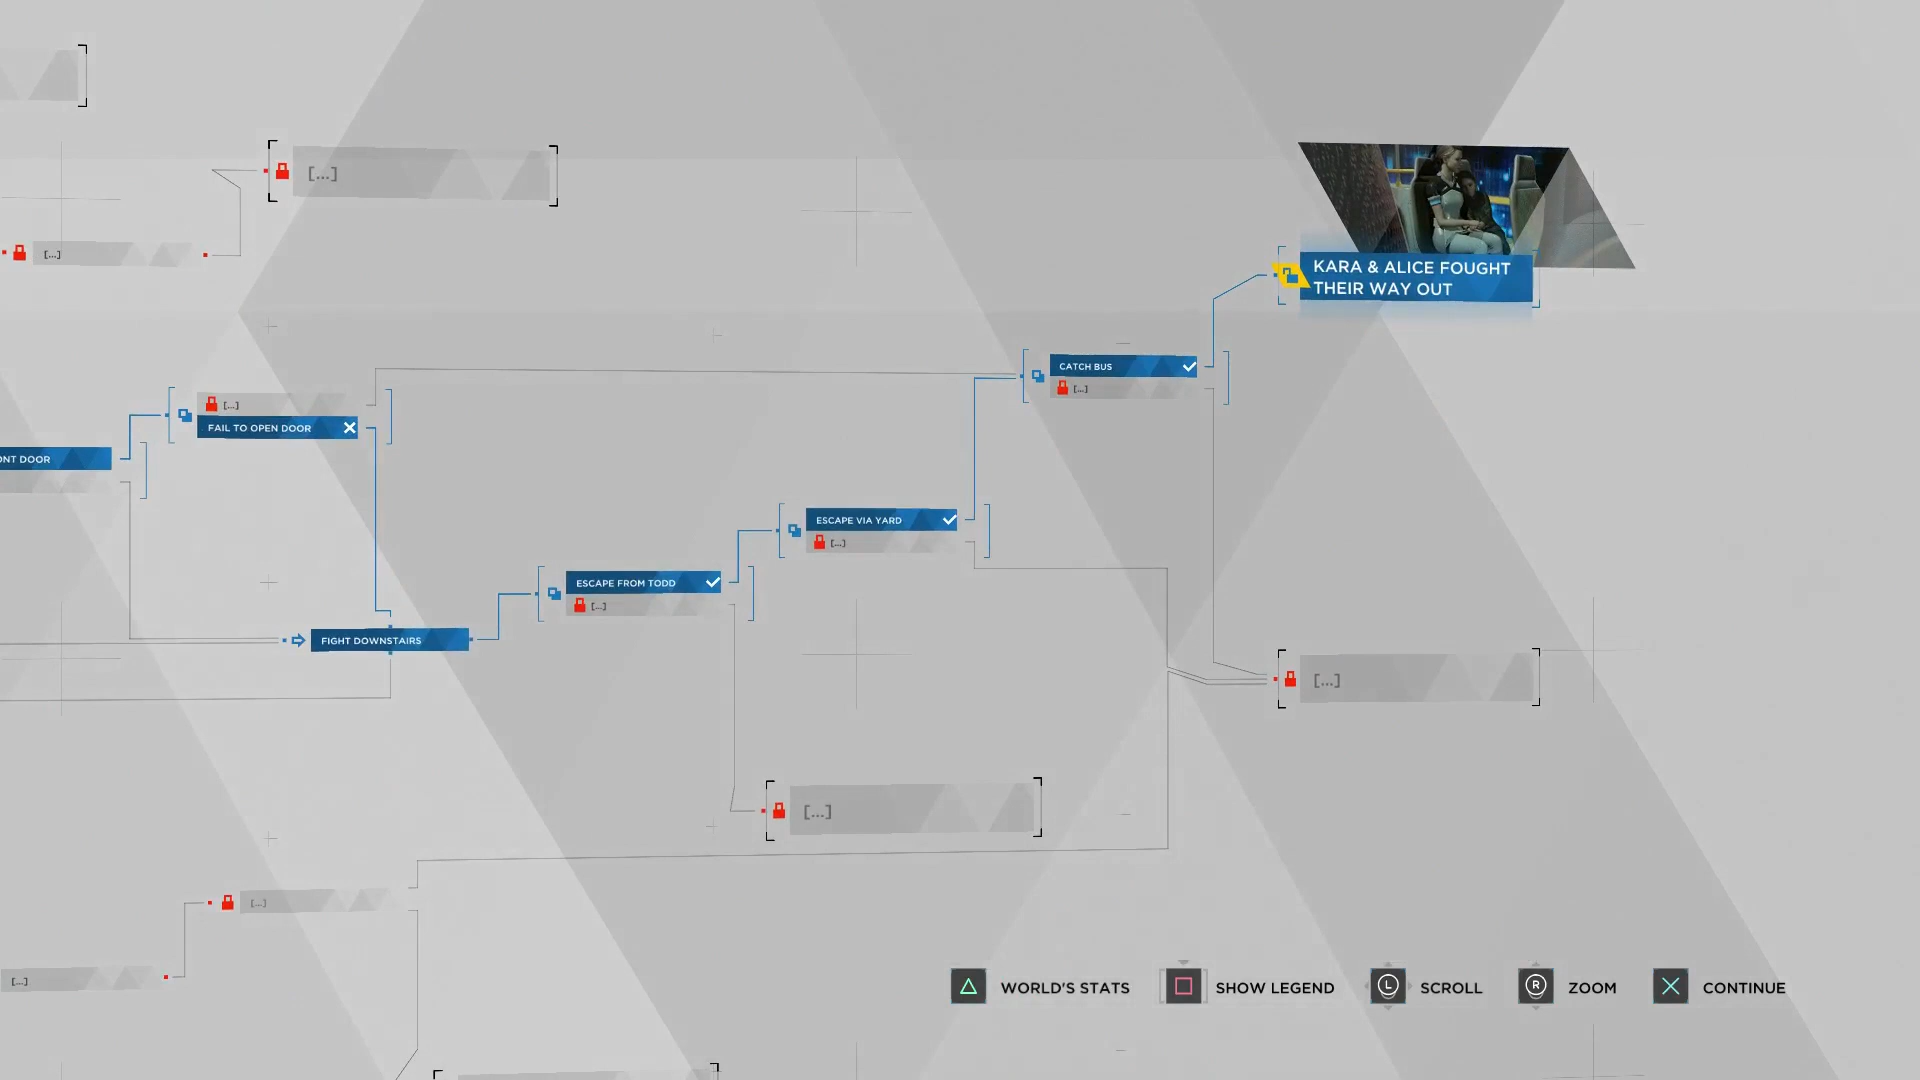 [...]
[...]
KARA & ALICE FOUGHT
THEIR WAY OUT
CATCH BUS
[...]
[...]
FAIL TO OPEN DOOR
ONT DOOR
ESCAPE VIA YARD
[...]
ESCAPE FROM TODD
[...]
FIGHT DOWNSTAIRS
[...]
[...]
[...]
[...]
WORLD'S STATS
SHOW LEGEND
L
SCROLL
R
ZOOM
CONTINUE